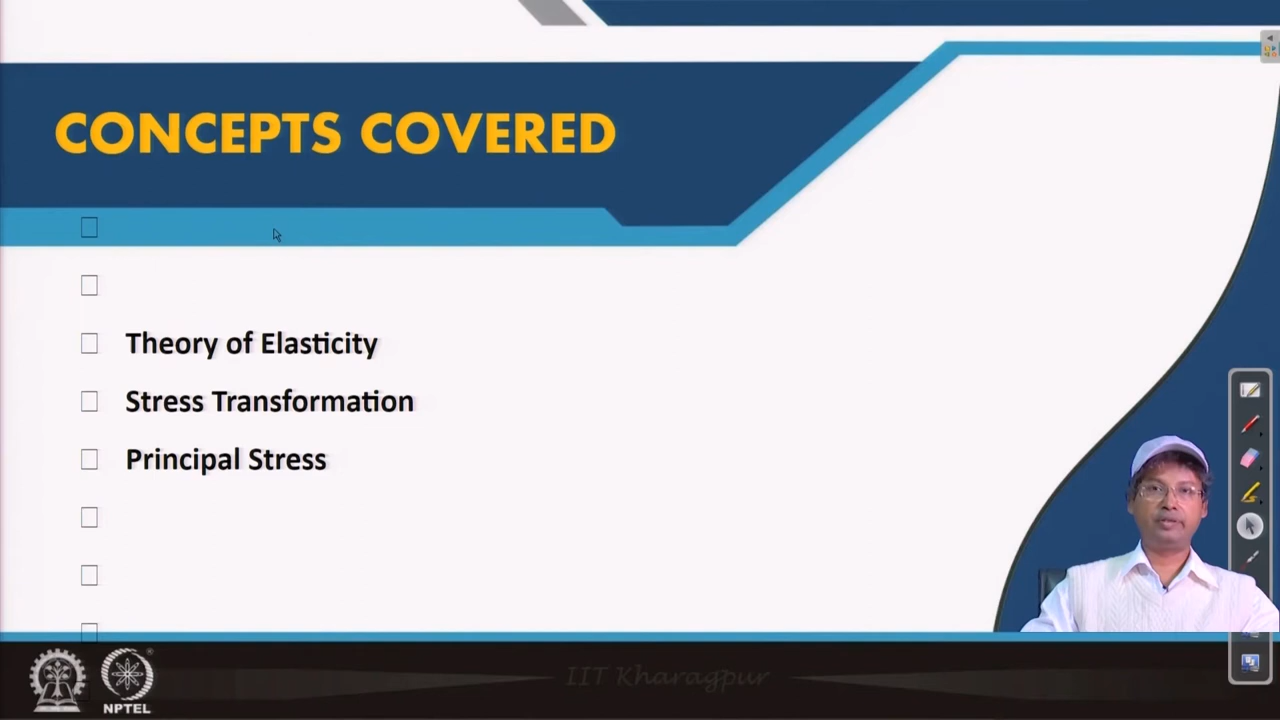 CONCEPTS COVERED
Theory of Elasticity
Stress Transformation
Principal Stress
IIT Kharagpur
NPTEL